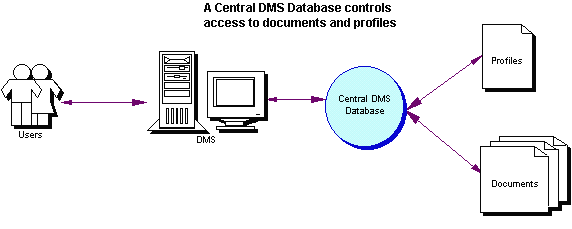 A Central DMS Database controls
access to documents and profiles
Users
DMS
Central DMS
Database
Profiles
Documents